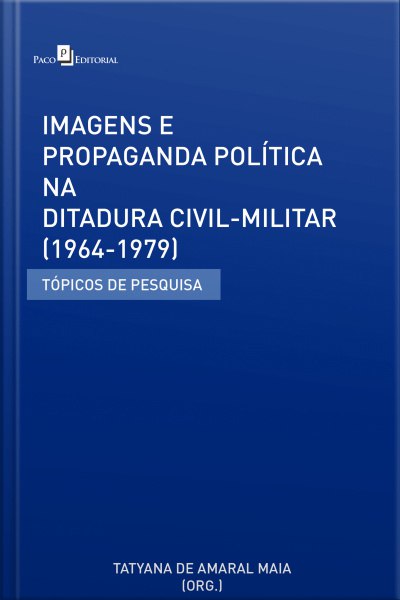 PACO EDITORIAL
IMAGENS E
PROPAGANDA POLÍTICA
NA
DITADURA CIVIL-MILITAR
(1964-1979)
TÓPICOS DE PESQUISA
TATYANA DE AMARAL MAIA
(ORG.)